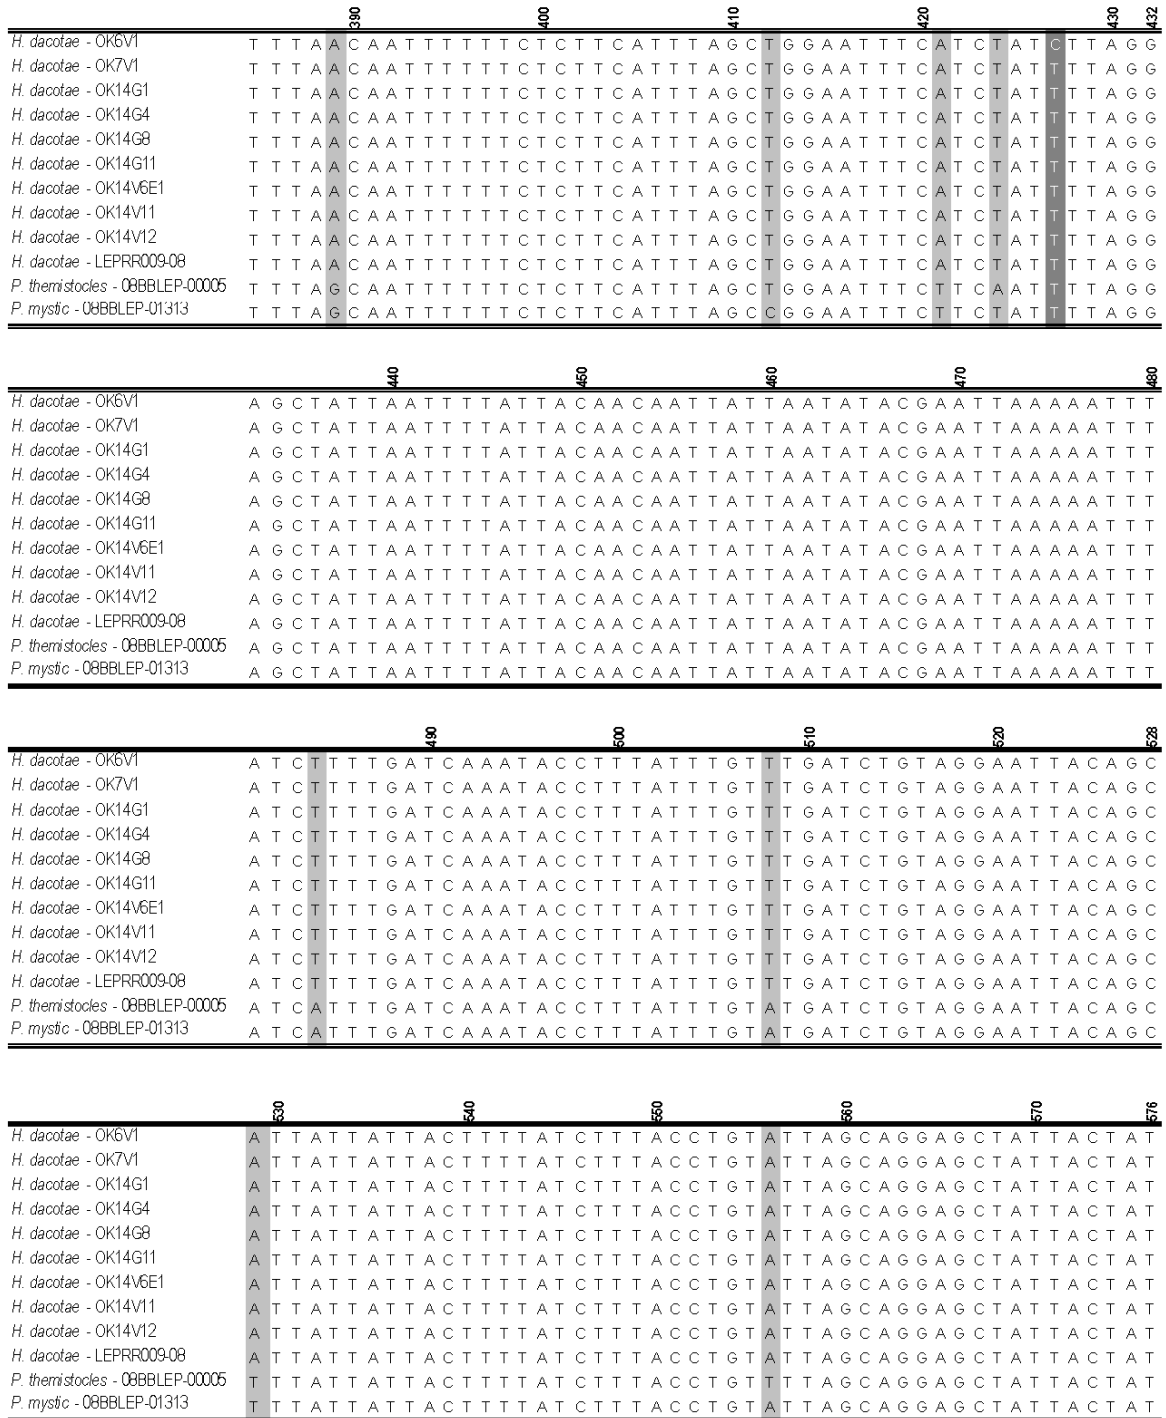 390 400 410 420 430 432
H. dacotae - OK6V1 T T T A A C A A T T T T T T C T C T T C A T T T A G C T G G A A T T T C A T C T A T C T T A G G
H. dacotae - OK7V1 T T T A A C A A T T T T T T C T C T T C A T T T A G C T G G A A T T T C A T C T A T T T T A G G
H. dacotae - OK14G1 T T T A A C A A T T T T T T C T C T T C A T T T A G C T G G A A T T T C A T C T A T T T T A G G
H. dacotae - OK14G4 T T T A A C A A T T T T T T C T C T T C A T T T A G C T G G A A T T T C A T C T A T T T T A G G
H. dacotae - OK14G8 T T T A A C A A T T T T T T C T C T T C A T T T A G C T G G A A T T T C A T C T A T T T T A G G
H. dacotae - OK14G11 T T T A A C A A T T T T T T C T C T T C A T T T A G C T G G A A T T T C A T C T A T T T T A G G
H. dacotae - OK14V6E1 T T T A A C A A T T T T T T C T C T T C A T T T A G C T G G A A T T T C A T C T A T T T T A G G
H. dacotae - OK14V11 T T T A A C A A T T T T T T C T C T T C A T T T A G C T G G A A T T T C A T C T A T T T T A G G
H. dacotae - OK14V12 T T T A A C A A T T T T T T C T C T T C A T T T A G C T G G A A T T T C A T C T A T T T T A G G
H. dacotae - LEPRR009-08 T T T A A C A A T T T T T T C T C T T C A T T T A G C T G G A A T T T C A T C T A T T T T A G G
P. themistocles - 08BBLEP-00005 T T T A G C A A T T T T T T C T C T T C A T T T A G C T G G A A T T T C T T C A A T T T T A G G
P. mystic - 08BBLEP-01313 T T T A G C A A T T T T T T C T C T T C A T T T A G C C G G A A T T T C T T C T A T T T T A G G
440 450 460 470 480
H. dacotae - OK6V1 A G C T A T T A A T T T T A T T A C A A C A A T T A T T A A T A T A C G A A T T A A A A A T T T
H. dacotae - OK7V1 A G C T A T T A A T T T T A T T A C A A C A A T T A T T A A T A T A C G A A T T A A A A A T T T
H. dacotae - OK14G1 A G C T A T T A A T T T T A T T A C A A C A A T T A T T A A T A T A C G A A T T A A A A A T T T
H. dacotae - OK14G4 A G C T A T T A A T T T T A T T A C A A C A A T T A T T A A T A T A C G A A T T A A A A A T T T
H. dacotae - OK14G8 A G C T A T T A A T T T T A T T A C A A C A A T T A T T A A T A T A C G A A T T A A A A A T T T
H. dacotae - OK14G11 A G C T A T T A A T T T T A T T A C A A C A A T T A T T A A T A T A C G A A T T A A A A A T T T
H. dacotae - OK14V6E1 A G C T A T T A A T T T T A T T A C A A C A A T T A T T A A T A T A C G A A T T A A A A A T T T
H. dacotae - OK14V11 A G C T A T T A A T T T T A T T A C A A C A A T T A T T A A T A T A C G A A T T A A A A A T T T
H. dacotae - OK14V12 A G C T A T T A A T T T T A T T A C A A C A A T T A T T A A T A T A C G A A T T A A A A A T T T
H. dacotae - LEPRR009-08 A G C T A T T A A T T T T A T T A C A A C A A T T A T T A A T A T A C G A A T T A A A A A T T T
P. themistocles - 08BBLEP-00005 A G C T A T T A A T T T T A T T A C A A C A A T T A T T A A T A T A C G A A T T A A A A A T T T
P. mystic - 08BBLEP-01313 A G C T A T T A A T T T T A T T A C A A C A A T T A T T A A T A T A C G A A T T A A A A A T T T
490 500 510 520 528
H. dacotae - OK6V1 A T C T T T T G A T C A A A T A C C T T T A T T T G T T T G A T C T G T A G G A A T T A C A G C
H. dacotae - OK7V1 A T C T T T T G A T C A A A T A C C T T T A T T T G T T T G A T C T G T A G G A A T T A C A G C
H. dacotae - OK14G1 A T C T T T T G A T C A A A T A C C T T T A T T T G T T T G A T C T G T A G G A A T T A C A G C
H. dacotae - OK14G4 A T C T T T T G A T C A A A T A C C T T T A T T T G T T T G A T C T G T A G G A A T T A C A G C
H. dacotae - OK14G8 A T C T T T T G A T C A A A T A C C T T T A T T T G T T T G A T C T G T A G G A A T T A C A G C
H. dacotae - OK14G11 A T C T T T T G A T C A A A T A C C T T T A T T T G T T T G A T C T G T A G G A A T T A C A G C
H. dacotae - OK14V6E1 A T C T T T T G A T C A A A T A C C T T T A T T T G T T T G A T C T G T A G G A A T T A C A G C
H. dacotae - OK14V11 A T C T T T T G A T C A A A T A C C T T T A T T T G T T T G A T C T G T A G G A A T T A C A G C
H. dacotae - OK14V12 A T C T T T T G A T C A A A T A C C T T T A T T T G T T T G A T C T G T A G G A A T T A C A G C
H. dacotae - LEPRR009-08 A T C T T T T G A T C A A A T A C C T T T A T T T G T T T G A T C T G T A G G A A T T A C A G C
P. themistocles - 08BBLEP-00005 A T C A T T T G A T C A A A T A C C T T T A T T T G T A T G A T C T G T A G G A A T T A C A G C
P. mystic - 08BBLEP-01313 A T C A T T T G A T C A A A T A C C T T T A T T T G T A T G A T C T G T A G G A A T T A C A G C
530 540 550 560 570 576
H. dacotae - OK6V1 A T T A T T A T T A C T T T T A T C T T T A C C T G T A T T A G C A G G A G C T A T T A C T A T
H. dacotae - OK7V1 A T T A T T A T T A C T T T T A T C T T T A C C T G T A T T A G C A G G A G C T A T T A C T A T
H. dacotae - OK14G1 A T T A T T A T T A C T T T T A T C T T T A C C T G T A T T A G C A G G A G C T A T T A C T A T
H. dacotae - OK14G4 A T T A T T A T T A C T T T T A T C T T T A C C T G T A T T A G C A G G A G C T A T T A C T A T
H. dacotae - OK14G8 A T T A T T A T T A C T T T T A T C T T T A C C T G T A T T A G C A G G A G C T A T T A C T A T
H. dacotae - OK14G11 A T T A T T A T T A C T T T T A T C T T T A C C T G T A T T A G C A G G A G C T A T T A C T A T
H. dacotae - OK14V6E1 A T T A T T A T T A C T T T T A T C T T T A C C T G T A T T A G C A G G A G C T A T T A C T A T
H. dacotae - OK14V11 A T T A T T A T T A C T T T T A T C T T T A C C T G T A T T A G C A G G A G C T A T T A C T A T
H. dacotae - OK14V12 A T T A T T A T T A C T T T T A T C T T T A C C T G T A T T A G C A G G A G C T A T T A C T A T
H. dacotae - LEPRR009-08 A T T A T T A T T A C T T T T A T C T T T A C C T G T A T T A G C A G G A G C T A T T A C T A T
P. themistocles - 08BBLEP-00005 T T T A T T A T T A C T T T T A T C T T T A C C T G T T T T A G C A G G A G C T A T T A C T A T
P. mystic - 08BBLEP-01313 T T T A T T A T T A C T T T T A T C T T T A C C T G T A T T A G C A G G A G C T A T T A C T A T